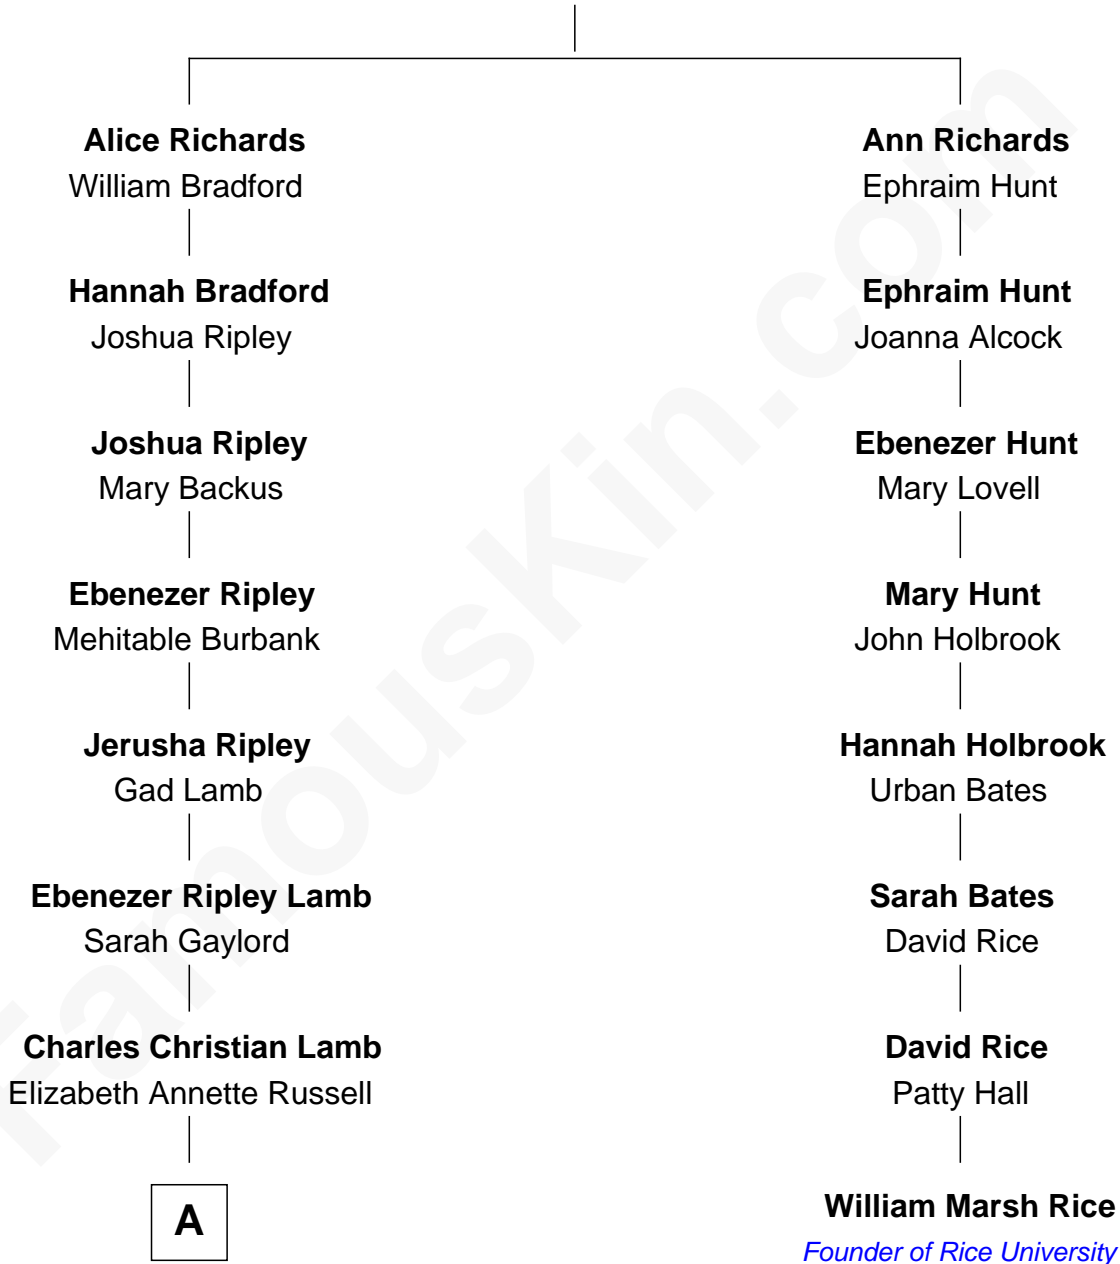 Alice Richards
William Bradford
Hannah Bradford
Joshua Ripley
Joshua Ripley
Mary Backus
Ebenezer Ripley
Mehitable Burbank
Jerusha Ripley
Gad Lamb
Ebenezer Ripley Lamb
Sarah Gaylord
Charles Christian Lamb
Elizabeth Annette Russell
A
Ann Richards
Ephraim Hunt
Ephraim Hunt
Joanna Alcock
Ebenezer Hunt
Mary Lovell
Mary Hunt
John Holbrook
Hannah Holbrook
Urban Bates
Sarah Bates
David Rice
David Rice
Patty Hall
William Marsh Rice
Founder of Rice University
FamousKin.com